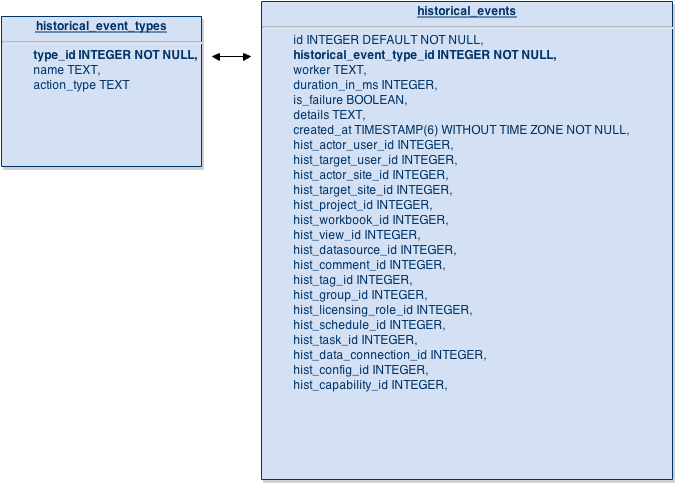 historical_event_types
type_id INTEGER NOT NULL,
name TEXT,
action_type TEXT
historical_events
id INTEGER DEFAULT NOT NULL,
historical_event_type_id INTEGER NOT NULL,
worker TEXT,
duration_in_ms INTEGER,
is_failure BOOLEAN,
details TEXT,
created_at TIMESTAMP(6) WITHOUT TIME ZONE NOT NULL,
hist_actor_user_id INTEGER,
hist_target_user_id INTEGER,
hist_actor_site_id INTEGER,
hist_target_site_id INTEGER,
hist_project_id INTEGER,
hist_workbook_id INTEGER,
hist_view_id INTEGER,
hist_datasource_id INTEGER,
hist_comment_id INTEGER,
hist_tag_id INTEGER,
hist_group_id INTEGER,
hist_licensing_role_id INTEGER,
hist_schedule_id INTEGER,
hist_task_id INTEGER,
hist_data_connection_id INTEGER,
hist_config_id INTEGER,
hist_capability_id INTEGER,